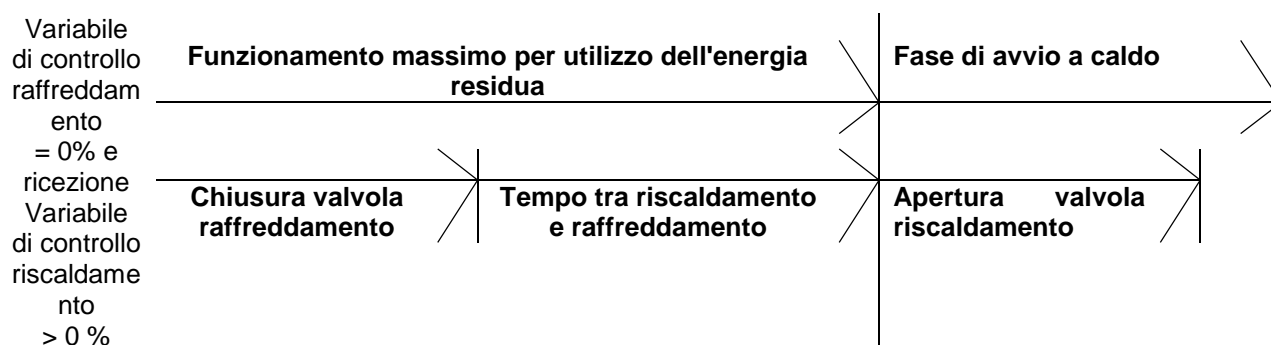 Variabile
di controllo
raffreddam
ento
= 0% e
ricezione
Variabile
di controllo
riscaldame
nto
> 0 %
Funzionamento massimo per utilizzo dell'energia
residua
Fase di avvio a caldo
Chiusura valvola
raffreddamento
Tempo tra riscaldamento
e raffreddamento
Apertura valvola
riscaldamento